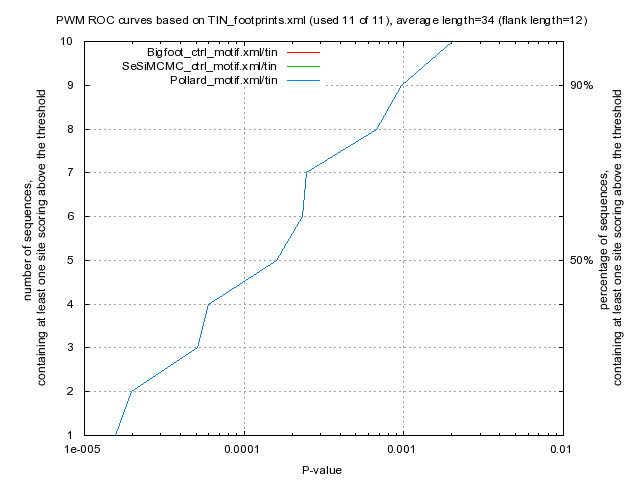 PWM ROC curves based on TIN_footprints.xml (used 11 of 11), average length=34 (flank length=12)
Bigfoot_ctrl_motif.xml/tin
SeSiMCMC_ctrl_motif.xml/tin
Pollard_motif.xml/tin
number of sequences,
containing at least one site scoring above the threshold
10
9
8
7
6
5
4
3
2
1
90%
50%
percentage of sequences,
containing at least one site scoring above the threshold
1e-005
0.0001
0.001
0.01
P-value